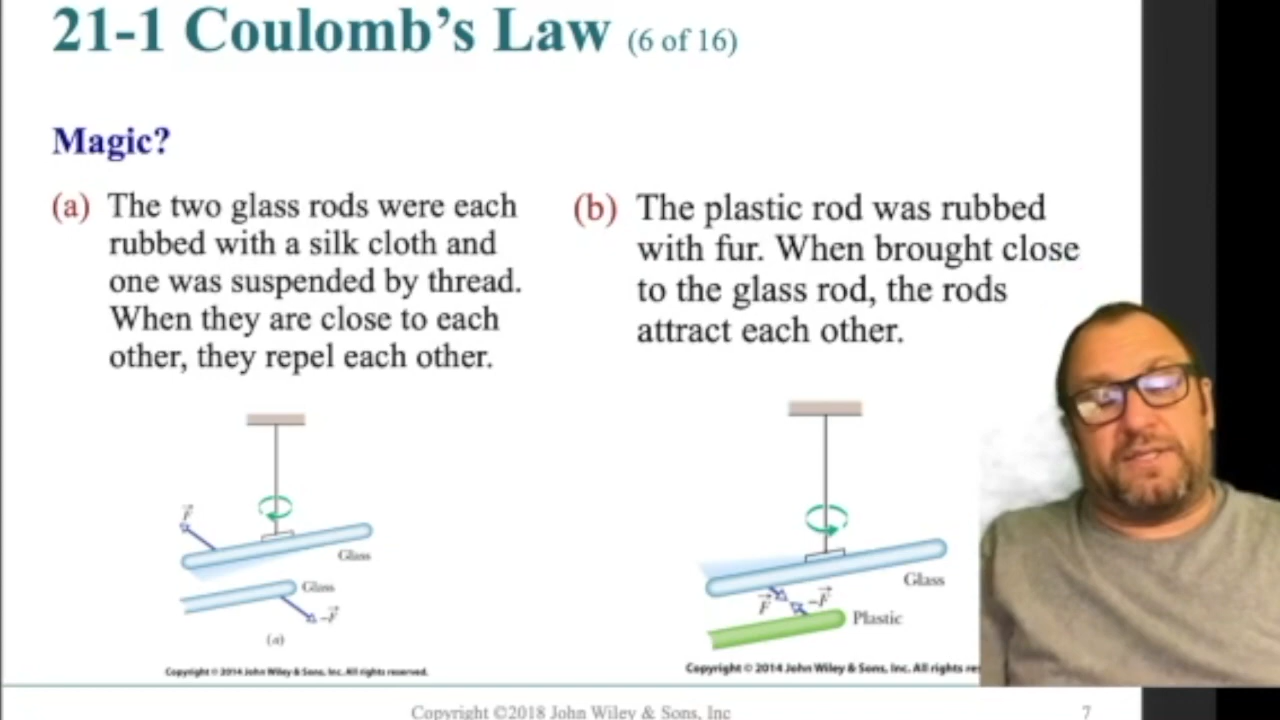 21-1 Coulomb's Law (6 of 16)
Magic?
(a) The two glass rods were each
rubbed with a silk cloth and
one was suspended by thread.
When they are close to each
other, they repel each other.
(b) The plastic rod was rubbed
with fur. When brought close
to the glass rod, the rods
attract each other.
F
Glass
Glass
-F
(a)
Copyright © 2014 John Wiley & Sons, Inc. All rights reserved.
Glass
F
-F
Plastic
Copyright © 2014 John Wiley & Sons, Inc. All rights
Copyright ©2018 John Wiley & Sons, Inc
7